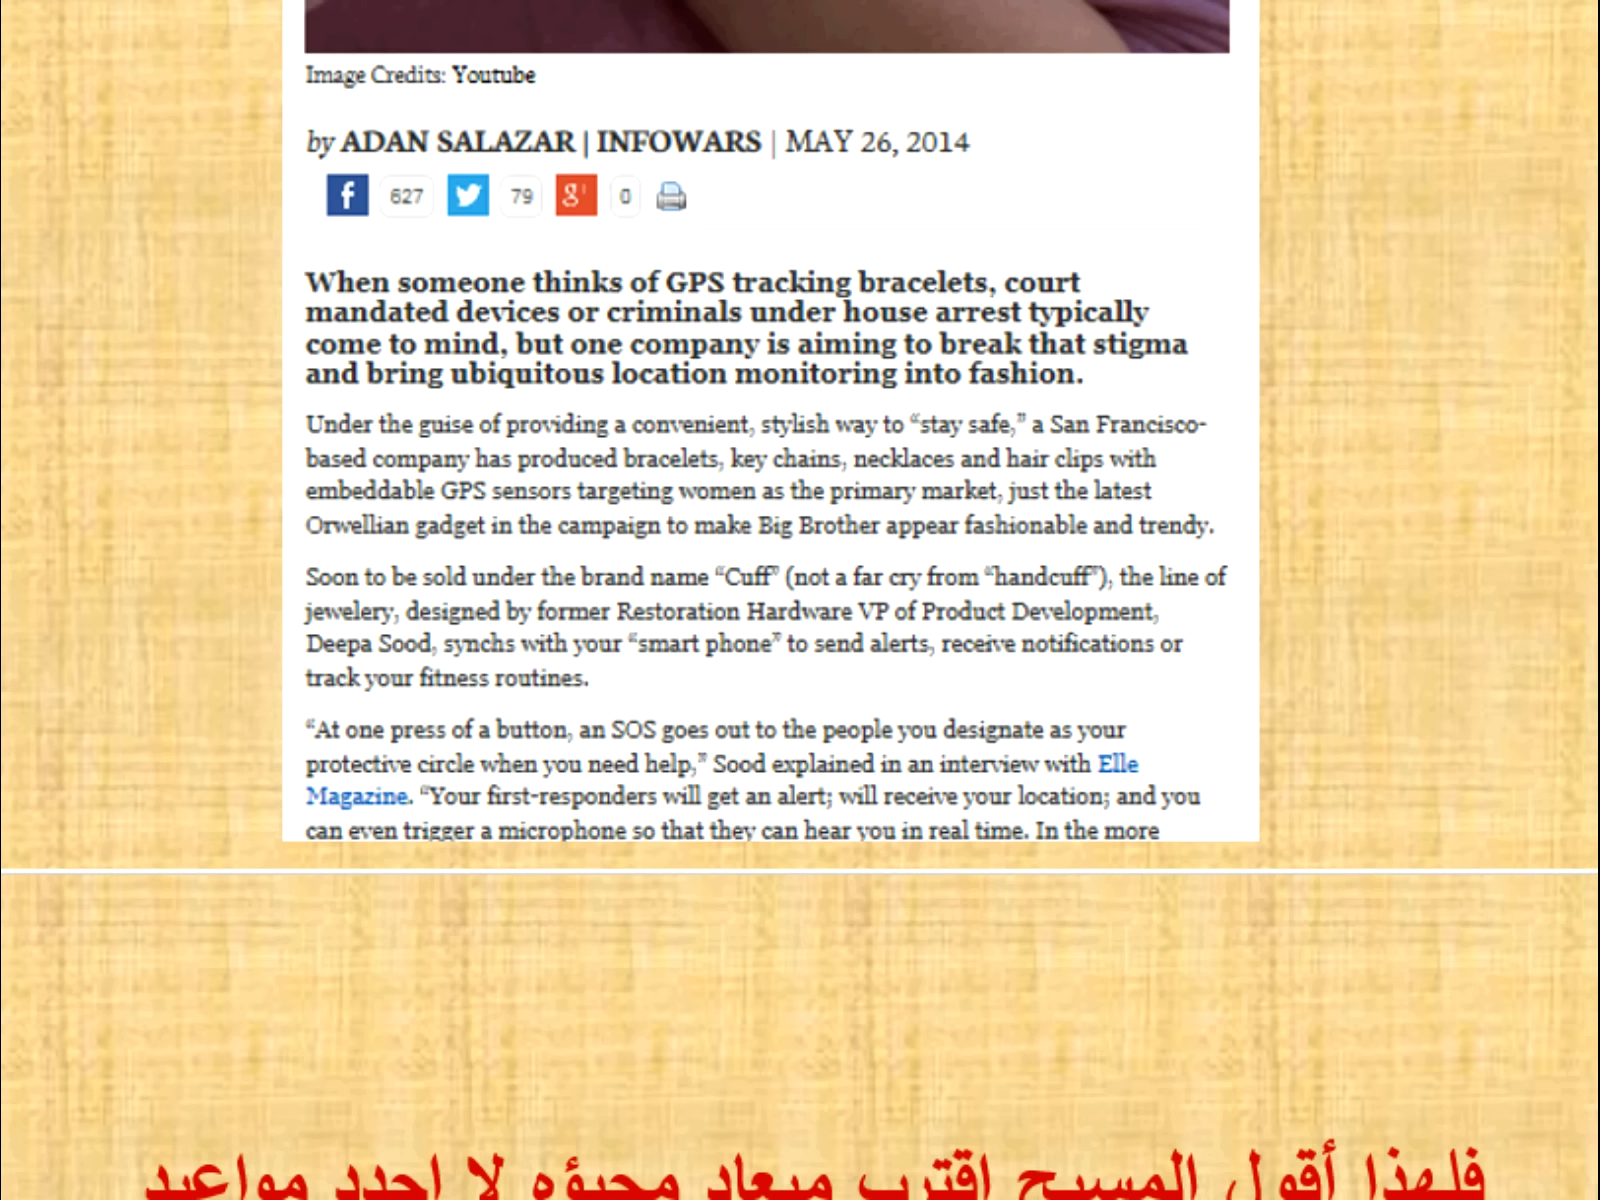 Image Credits: Youtube
by ADAN SALAZAR | INFOWARS | MAY 26, 2014
627 79 0
When someone thinks of GPS tracking bracelets, court
mandated devices or criminals under house arrest typically
come to mind, but one company is aiming to break that stigma
and bring ubiquitous location monitoring into fashion.
Under the guise of providing a convenient, stylish way to “stay safe,” a San Francisco-
based company has produced bracelets, key chains, necklaces and hair clips with
embeddable GPS sensors targeting women as the primary market, just the latest
Orwellian gadget in the campaign to make Big Brother appear fashionable and trendy.
Soon to be sold under the brand name “Cuff” (not a far cry from “handcuff”), the line of
jewelery, designed by former Restoration Hardware VP of Product Development,
Deepa Sood, synchs with your “smart phone” to send alerts, receive notifications or
track your fitness routines.
“At one press of a button, an SOS goes out to the people you designate as your
protective circle when you need help,” Sood explained in an interview with Elle
Magazine. “Your first-responders will get an alert; will receive your location; and you
can even trigger a microphone so that they can hear you in real time. In the more
فلهذا أقول المسيح اقترب ميعاد مجيؤه لا احدد مواعيد